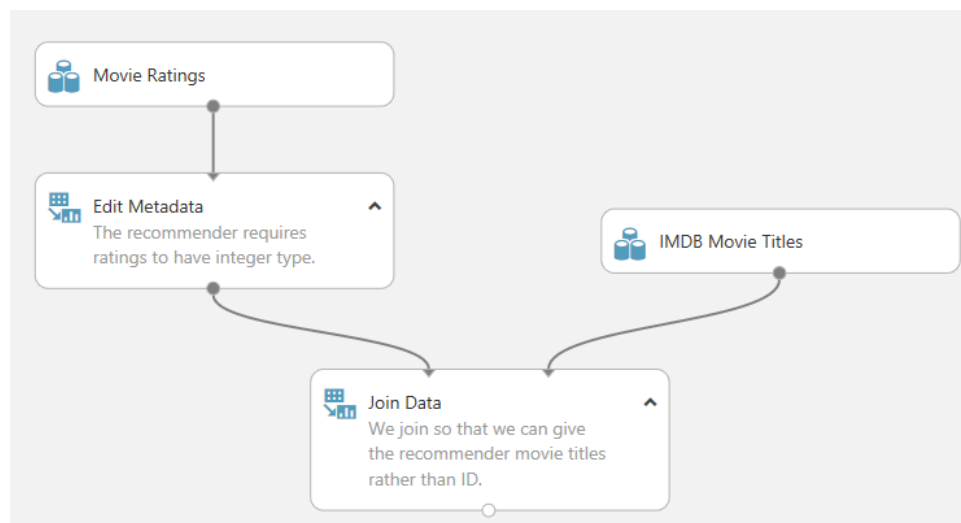 Movie Ratings
Edit Metadata
The recommender requires
ratings to have integer type.
IMDB Movie Titles
Join Data
We join so that we can give
the recommender movie titles
rather than ID.